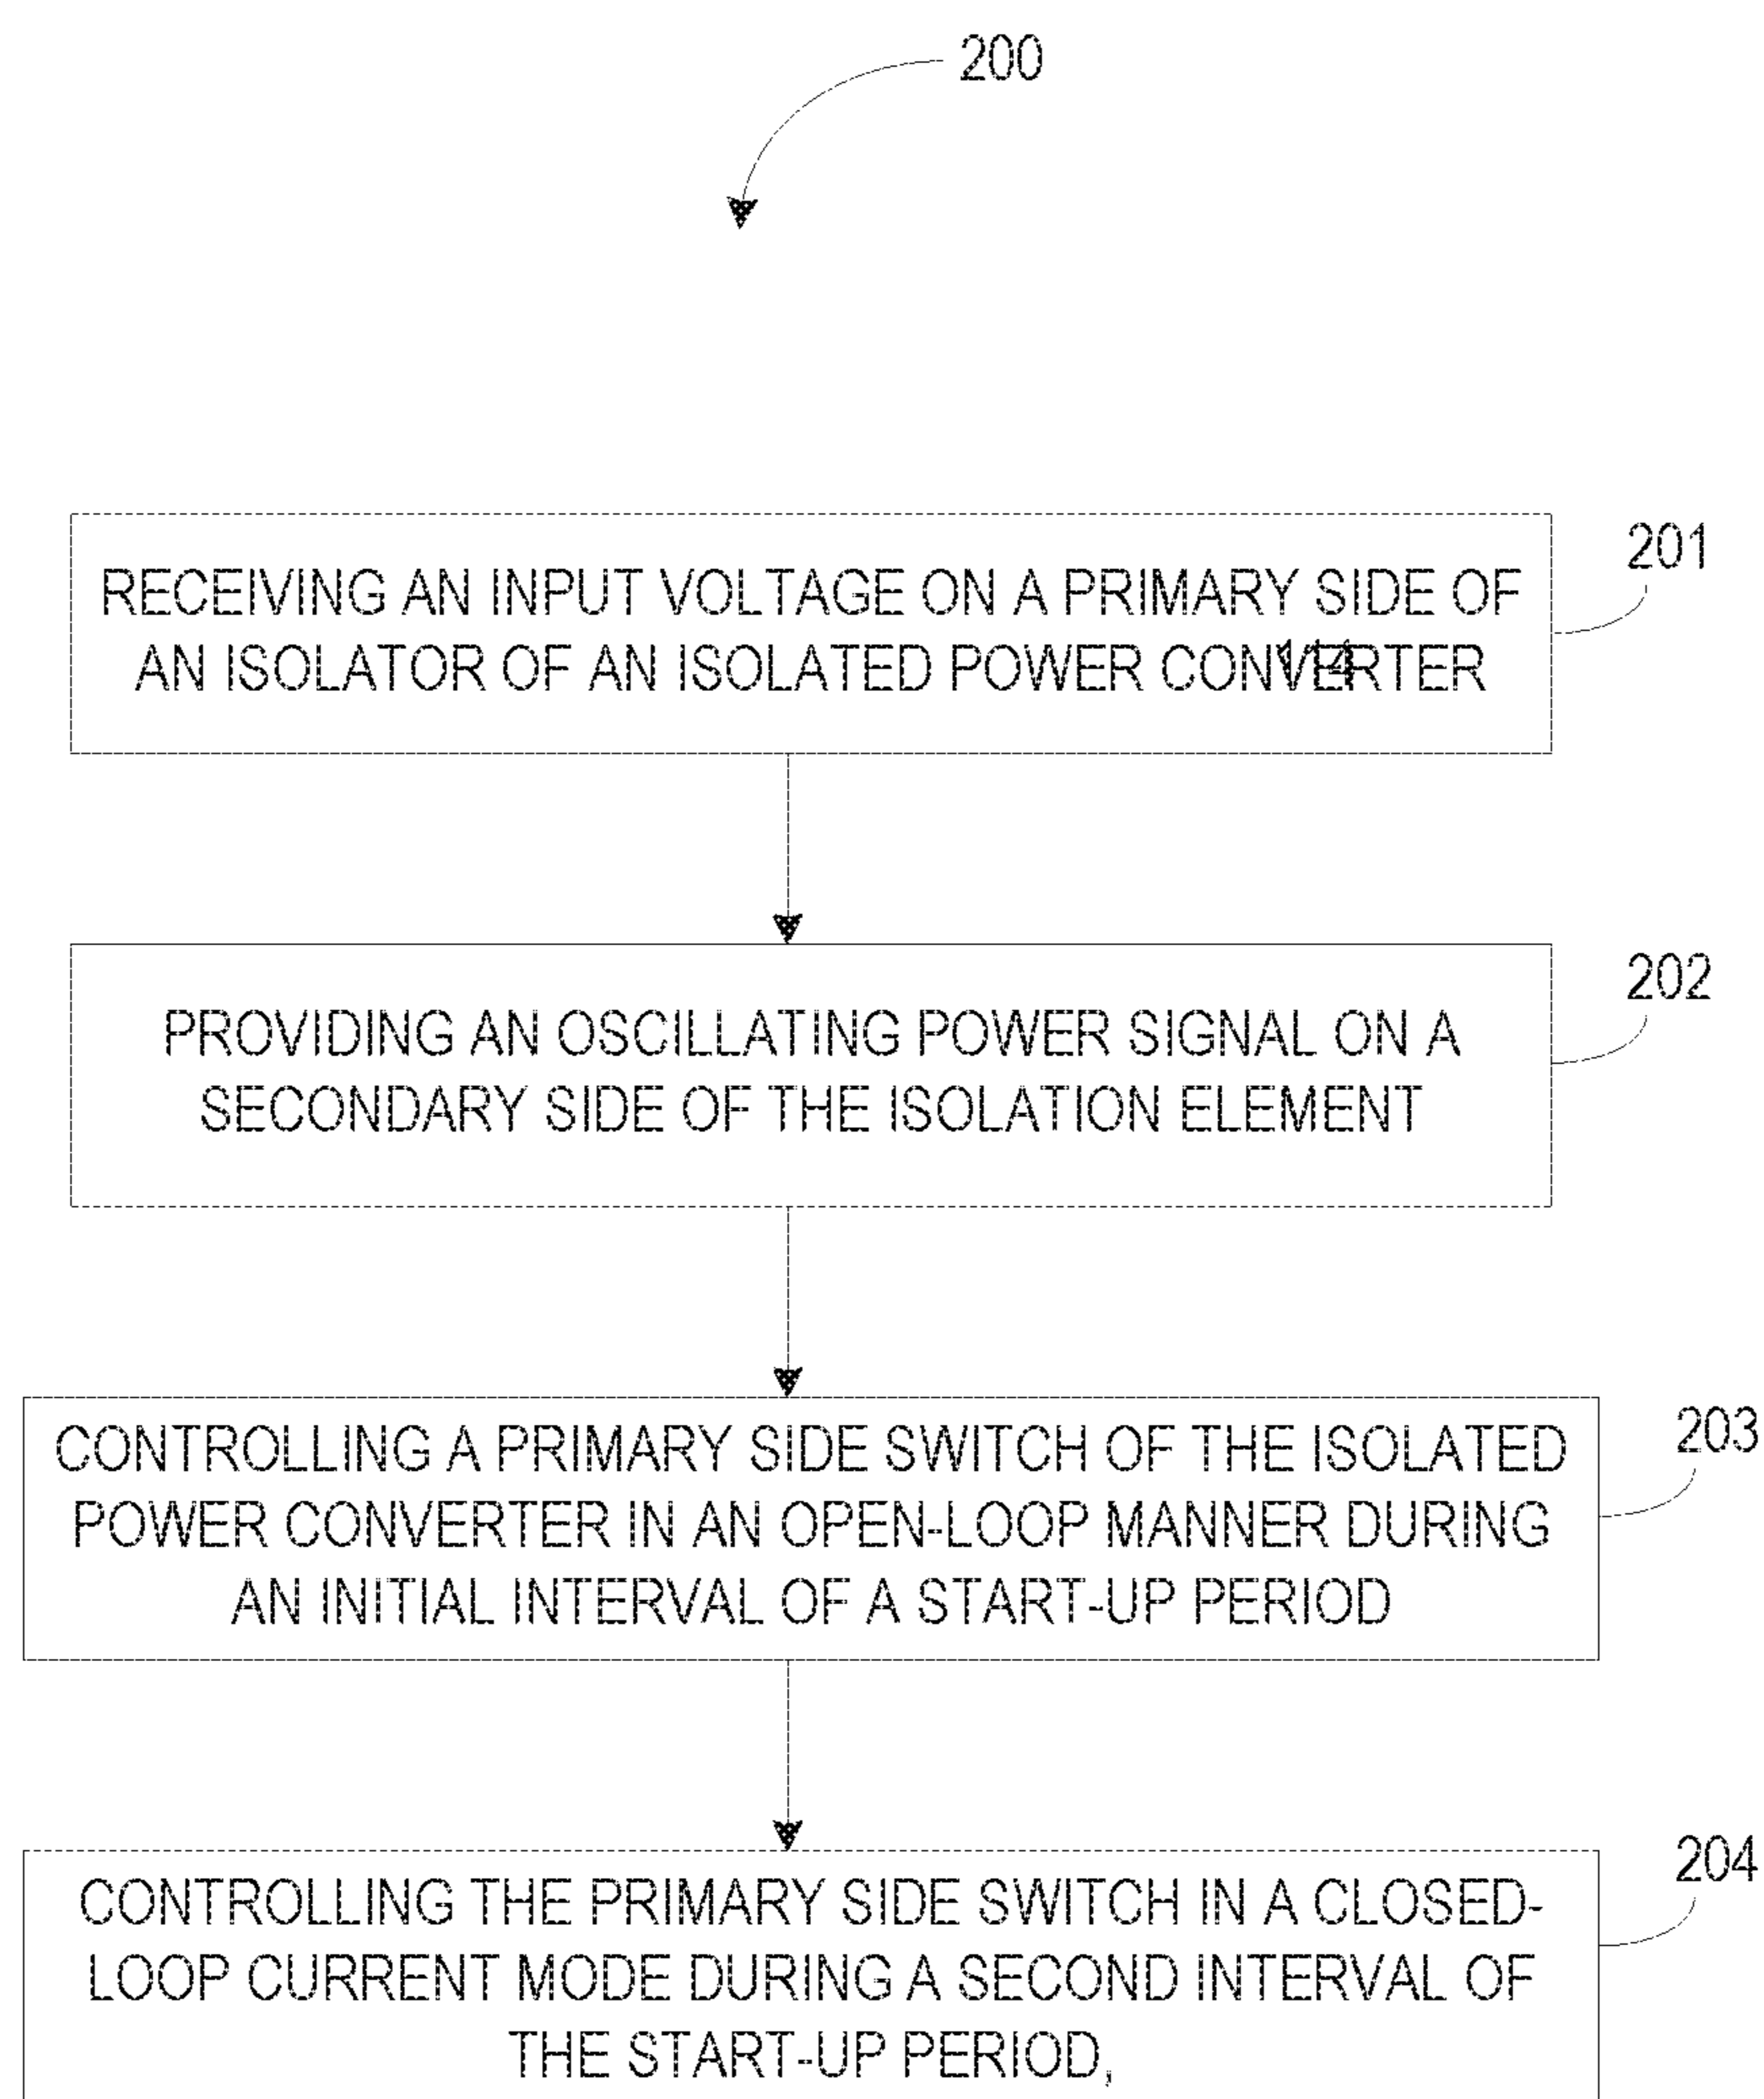 200
201
RECEIVING AN INPUT VOLTAGE ON A PRIMARY SIDE OF
AN ISOLATOR OF AN ISOLATED POWER CONVERTER
114
202
PROVIDING AN OSCILLATING POWER SIGNAL ON A
SECONDARY SIDE OF THE ISOLATION ELEMENT
203
CONTROLLING A PRIMARY SIDE SWITCH OF THE ISOLATED
POWER CONVERTER IN AN OPEN-LOOP MANNER DURING
AN INITIAL INTERVAL OF A START-UP PERIOD
204
CONTROLLING THE PRIMARY SIDE SWITCH IN A CLOSED-
LOOP CURRENT MODE DURING A SECOND INTERVAL OF
THE START-UP PERIOD,